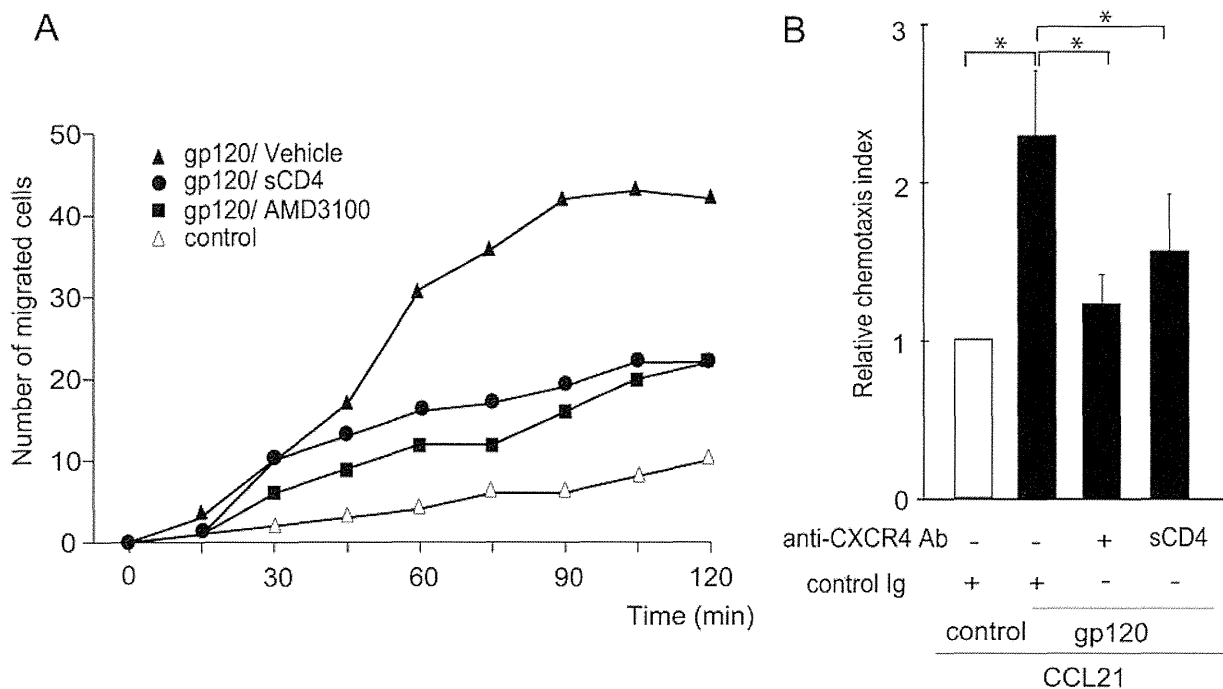 A
50
40
30
20
10
0
Number of migrated cells
gp120/ Vehicle
gp120/ sCD4
gp120/ AMD3100
control
0 30 60 90 120
Time (min)
B
3
2
1
0
Relative chemotaxis index
* * *
anti-CXCR4 Ab - - + sCD4
control Ig + + - -
control gp120
CCL21